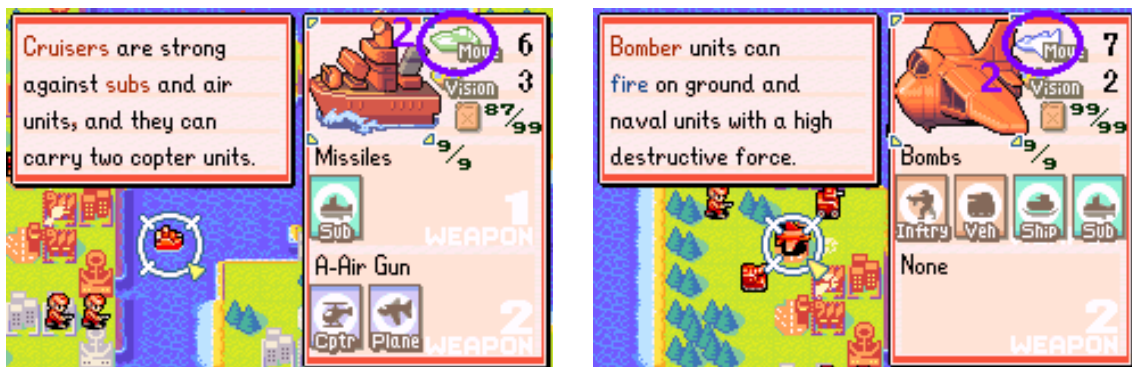 Cruisers are strong
against subs and air
units, and they can
carry two copter units.
2
Move 6
Vision 3
87/99
9/9
Missiles
Sub
1
WEAPON
A-Air Gun
Cptr Plane
2
WEAPON
Bomber units can
fire on ground and
naval units with a high
destructive force.
2
Move 7
Vision 2
99/99
9/9
Bombs
Inftry Veh Ship Sub
WEAPON
None
2
WEAPON